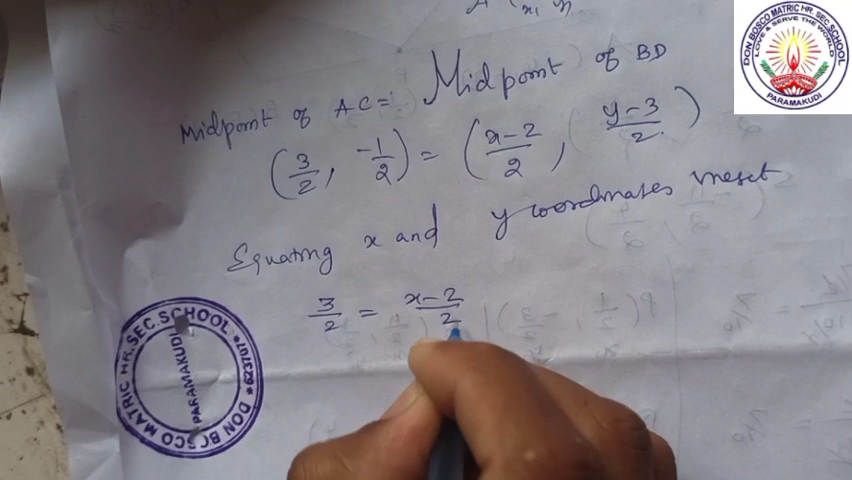 A (x, y
Midpoint of AC = Midpoint of BD
(3/2, -1/2) = (x-2/2, y-3/2)
Equating x and y coordinates
3/2 = x-2/2
DON BOSCO MATRIC HR. SEC. SCHOOL
LOVE & SERVE THE WORLD
PARAMAKUDI
DON BOSCO MATRIC HR. SEC. SCHOOL
PARAMAKUDI
623707